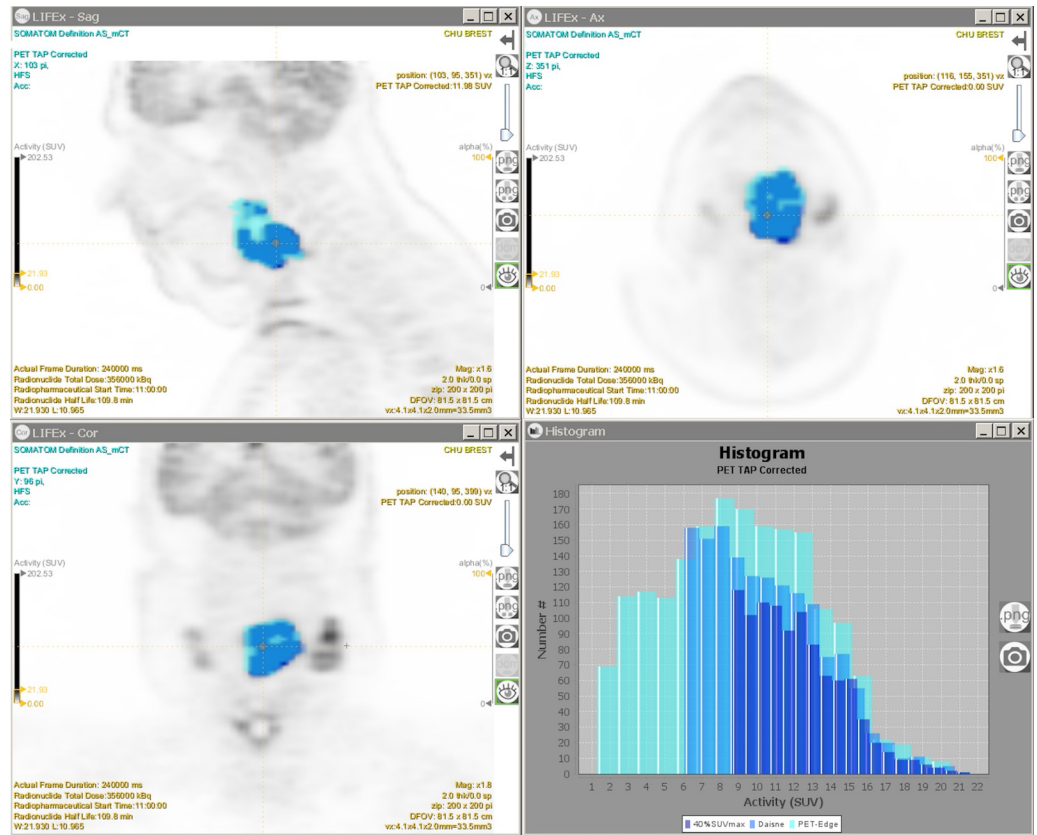 LIFEx - Sag
SOMATOM Definition AS_mCT
CHU BREST
PET TAP Corrected
X: 103 pi,
HFS
Acc:
position: (103, 95, 351) vx
PET TAP Corrected:11.98 SUV
Activity (SUV)
202.53
alpha(%)
100
png
png
21.93
0.00
0
Actual Frame Duration: 240000 ms
Radionuclide Total Dose:356000 kBq
Radiopharmaceutical Start Time:11:00:00
Radionuclide Half Life:109.8 min
W:21.930 L:10.965
Mag: x1.6
2.0 thk/0.0 sp
zip: 200 x 200 pi
DFOV: 81.5 x 81.5 cm
vx:4.1x4.1x2.0mm=33.5mm3
LIFEx - Ax
SOMATOM Definition AS_mCT
CHU BREST
PET TAP Corrected
Z: 351 pi,
HFS
Acc:
position: (116, 155, 351) vx
PET TAP Corrected:0.00 SUV
Activity (SUV)
202.53
alpha(%)
100
png
png
21.93
0.00
0
Actual Frame Duration: 240000 ms
Radionuclide Total Dose:356000 kBq
Radiopharmaceutical Start Time:11:00:00
Radionuclide Half Life:109.8 min
W:21.930 L:10.965
Mag: x1.6
2.0 thk/0.0 sp
zip: 200 x 200 pi
DFOV: 81.5 x 81.5 cm
vx:4.1x4.1x2.0mm=33.5mm3
LIFEx - Cor
SOMATOM Definition AS_mCT
CHU BREST
PET TAP Corrected
Y: 96 pi,
HFS
Acc:
position: (140, 95, 399) vx
PET TAP Corrected:0.00 SUV
Activity (SUV)
202.53
alpha(%)
100
png
png
21.93
0.00
0
Actual Frame Duration: 240000 ms
Radionuclide Total Dose:356000 kBq
Radiopharmaceutical Start Time:11:00:00
Radionuclide Half Life:109.8 min
W:21.930 L:10.965
Mag: x1.8
2.0 thk/0.0 sp
zip: 200 x 200 pi
DFOV: 81.5 x 81.5 cm
vx:4.1x4.1x2.0mm=33.5mm3
Histogram
Histogram
PET TAP Corrected
180
170
160
150
140
130
120
110
100
90
80
70
60
50
40
30
20
10
0
Number #
1 2 3 4 5 6 7 8 9 10 11 12 13 14 15 16 17 18 19 20 21 22
Activity (SUV)
40%SUVmax Daisne PET-Edge
.png